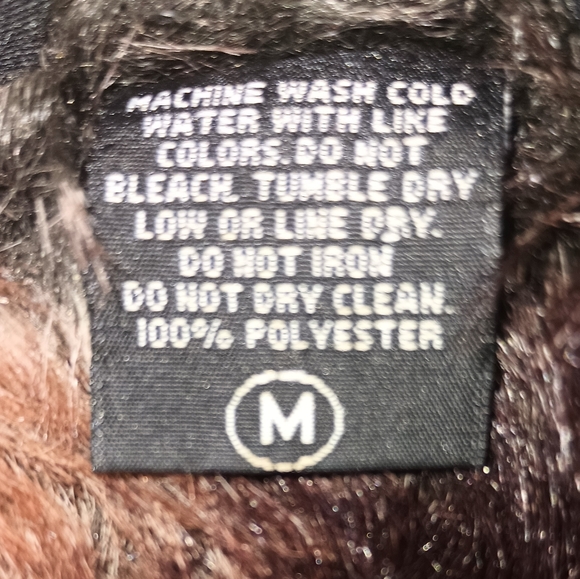 MACHINE WASH COLD
WATER WITH LIKE
COLORS. DO NOT
BLEACH. TUMBLE DRY
LOW OR LINE DRY.
DO NOT IRON
DO NOT DRY CLEAN.
100% POLYESTER
M